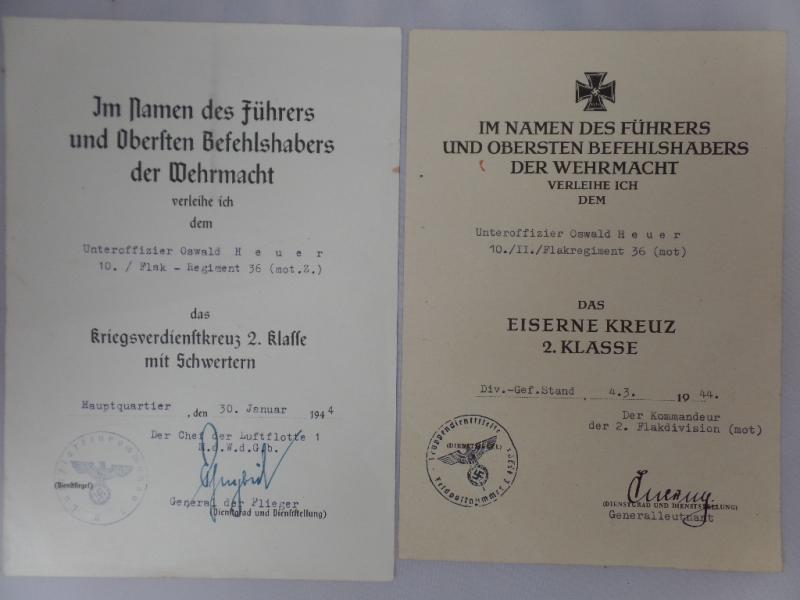 Im Namen des Führers
und Obersten Befehlshabers
der Wehrmacht
verleihe ich
dem
Unteroffizier Oswald H e u e r
10. / Flak - Regiment 36 (mot.Z.)
das
Kriegsverdienstkreuz 2. Klasse
mit Schwertern
Hauptquartier , den 30. Januar 1944
Der Chef der Luftflotte 1
M.d.W.d.G.b.
(Dienstsiegel)
General der Flieger
(Dienstgrad und Dienststellung)
IM NAMEN DES FÜHRERS
UND OBERSTEN BEFEHLSHABERS
DER WEHRMACHT
VERLEIHE ICH
DEM
Unteroffizier Oswald H e u e r
10./II./Flakregiment 36 (mot)
DAS
EISERNE KREUZ
2. KLASSE
Div.-Gef.Stand , 4.3. 1944.
Der Kommandeur
der 2. Flakdivision (mot)
Truppendienststelle
(DIENSTSIEGEL)
Feldpostnummer
(DIENSTGRAD UND DIENSTSTELLUNG)
Generalleutnant